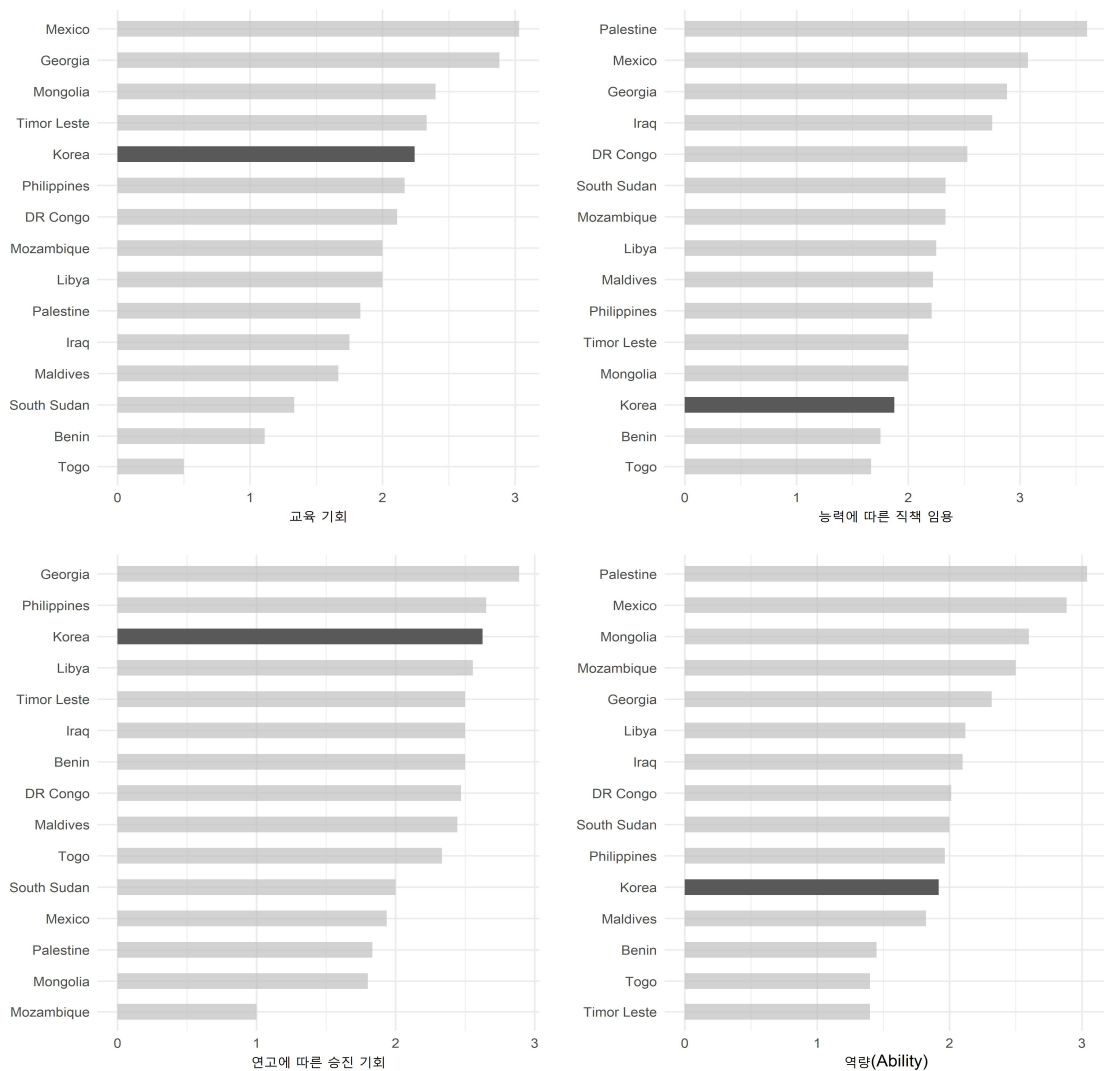 Mexico
Georgia
Mongolia
Timor Leste
Korea
Philippines
DR Congo
Mozambique
Libya
Palestine
Iraq
Maldives
South Sudan
Benin
Togo
0 1 2 3
교육 기회
Palestine
Mexico
Georgia
Iraq
DR Congo
South Sudan
Mozambique
Libya
Maldives
Philippines
Timor Leste
Mongolia
Korea
Benin
Togo
0 1 2 3
능력에 따른 직책 임용
Georgia
Philippines
Korea
Libya
Timor Leste
Iraq
Benin
DR Congo
Maldives
Togo
South Sudan
Mexico
Palestine
Mongolia
Mozambique
0 1 2 3
연고에 따른 승진 기회
Palestine
Mexico
Mongolia
Mozambique
Georgia
Libya
Iraq
DR Congo
South Sudan
Philippines
Korea
Maldives
Benin
Togo
Timor Leste
0 1 2 3
역량(Ability)